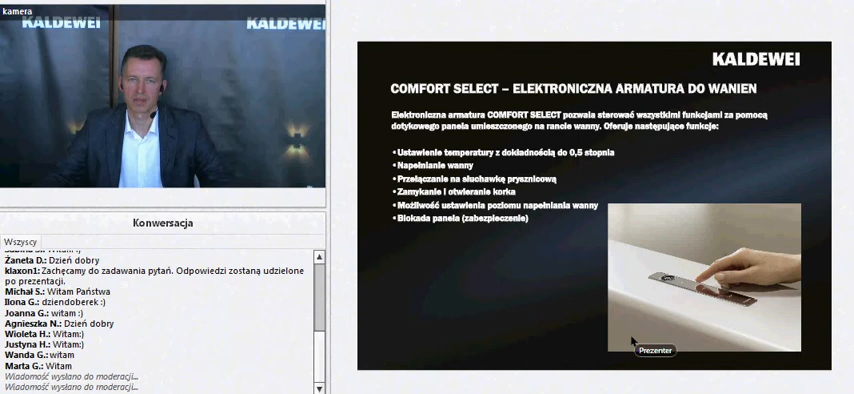 kamera
KALDEWEI
KALDEWEI
Konwersacja
Wszyscy
Żaneta D.: Dzień dobry
klaxon1: Zachęcamy do zadawania pytań. Odpowiedzi zostaną udzielone
po prezentacji.
Michał S.: Witam Państwa
Ilona G.: dziendoberek :)
Joanna G.: witam :)
Agnieszka N.: Dzień dobry
Wioleta H.: Witam:)
Justyna H.: Witam:)
Wanda G.: witam
Marta G.: Witam
Wiadomość wysłano do moderacji...
Wiadomość wysłano do moderacji...
KALDEWEI
COMFORT SELECT – ELEKTRONICZNA ARMATURA DO WANIEN
Elektroniczna armatura COMFORT SELECT pozwala sterować wszystkimi funkcjami za pomocą
dotykowego panela umieszczonego na rancie wanny. Oferuje następujące funkcje:
•Ustawienie temperatury z dokładnością do 0,5 stopnia
•Napełnianie wanny
•Przełączanie na słuchawkę prysznicową
•Zamykanie i otwieranie korka
•Możliwość ustawienia poziomu napełniania wanny
•Blokada panela (zabezpieczenie)
Prezenter